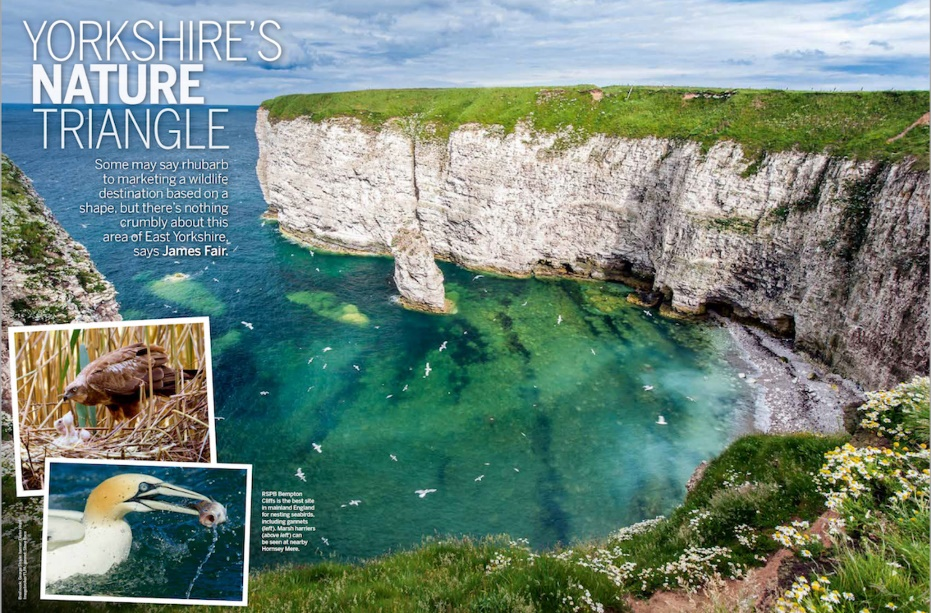 YORKSHIRE'S
NATURE
TRIANGLE
Some may say rhubarb
to marketing a wildlife
destination based on a
shape, but there's nothing
crumbly about this
area of East Yorkshire,
says James Fair.
RSPB Bempton
Cliffs is the best site
in mainland England
for nesting seabirds,
including gannets
(left). Marsh harriers
(above left) can
be seen at nearby
Hornsey Mere.